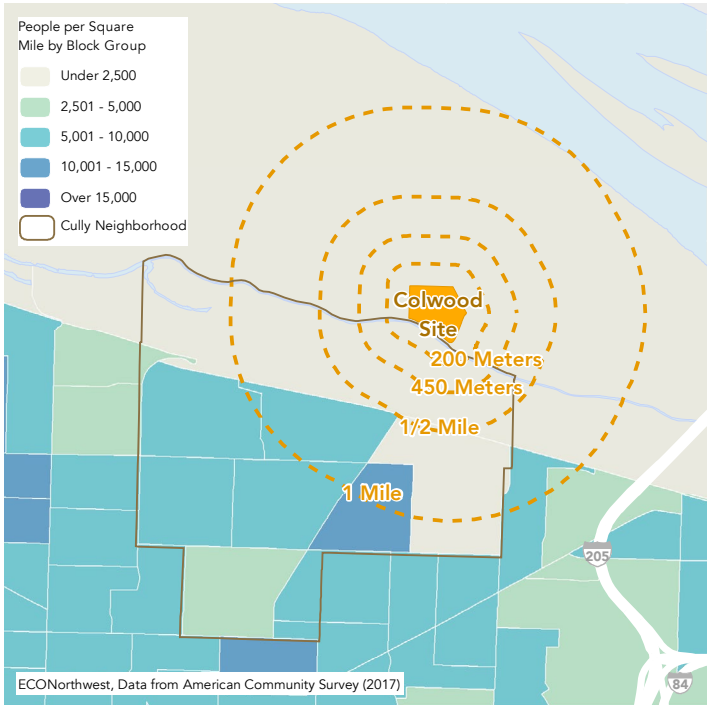 People per Square
Mile by Block Group
Under 2,500
2,501 - 5,000
5,001 - 10,000
10,001 - 15,000
Over 15,000
Cully Neighborhood
Colwood
Site
200 Meters
450 Meters
1/2 Mile
1 Mile
205
84
ECONorthwest, Data from American Community Survey (2017)